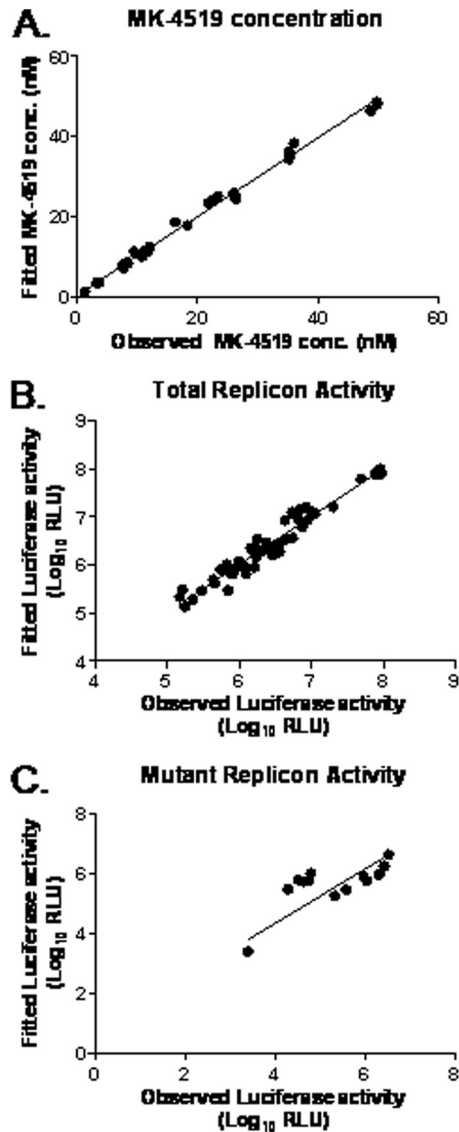 A.
MK-4519 concentration
Fitted MK-4519 conc. (nM)
60
40
20
0
0 20 40 60
Observed MK-4519 conc. (nM)
B.
Total Replicon Activity
Fitted Luciferase activity
(Log10 RLU)
9
8
7
6
5
4
4 5 6 7 8 9
Observed Luciferase activity
(Log10 RLU)
C.
Mutant Replicon Activity
Fitted Luciferase activity
(Log10 RLU)
8
6
4
2
0
0 2 4 6 8
Observed Luciferase activity
(Log10 RLU)